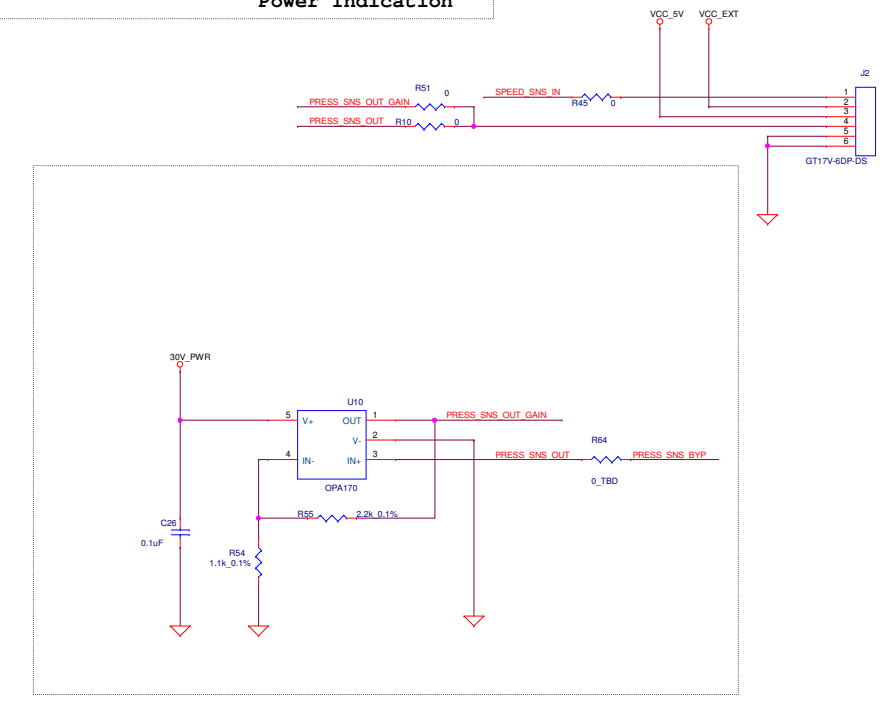 Power Indication
VCC_5V VCC_EXT
J2
R51 0
SPEED_SNS_IN
R45 0
PRESS_SNS_OUT_GAIN
PRESS_SNS_OUT R10 0
1
2
3
4
5
6
GT17V-6DP-DS
30V_PWR
U10
5 V+ OUT 1
PRESS_SNS_OUT_GAIN
V- 2
4 IN- IN+ 3
PRESS_SNS_OUT
R64
PRESS_SNS_BYP
0_TBD
OPA170
R55 2.2k_0.1%
C26
0.1uF
R54
1.1k_0.1%